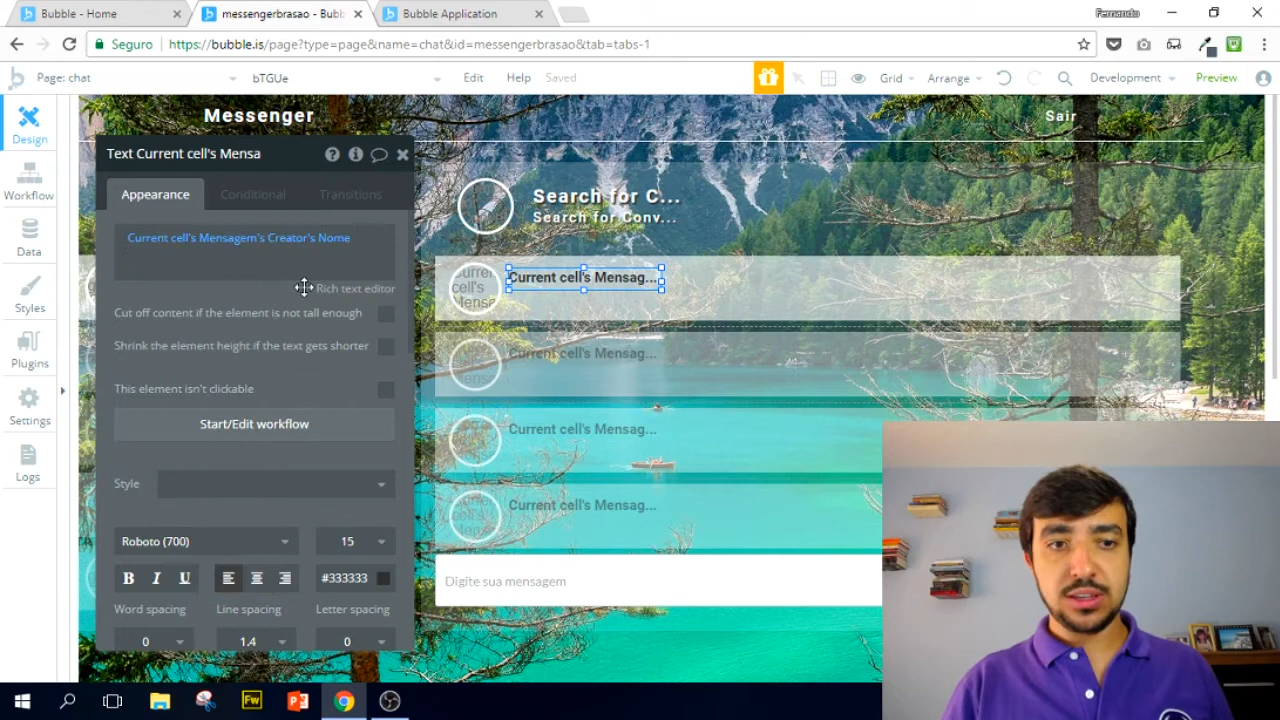 Bubble - Home
messengerbrasao - Bubb
Bubble Application
Fernando
Seguro
https://bubble.is/page?type=page&name=chat&id=messengerbrasao&tab=tabs-1
Page: chat
bTGUe
Edit
Help
Saved
Grid
Arrange
Development
Preview
Design
Workflow
Data
Styles
Plugins
Settings
Logs
Messenger
Sair
Text Current cell's Mensa
Appearance
Conditional
Transitions
Current cell's Mensagem's Creator's Nome
Rich text editor
Cut off content if the element is not tall enough
Shrink the element height if the text gets shorter
This element isn't clickable
Start/Edit workflow
Style
Roboto (700)
15
B I U
#333333
Word spacing
Line spacing
Letter spacing
0
1.4
0
Search for C...
Search for Conv...
Current
cell's
Mensa
Current cell's Mensag...
Current cell's Mensag...
Current cell's Mensag...
Current cell's Mensag...
Digite sua mensagem
Fw